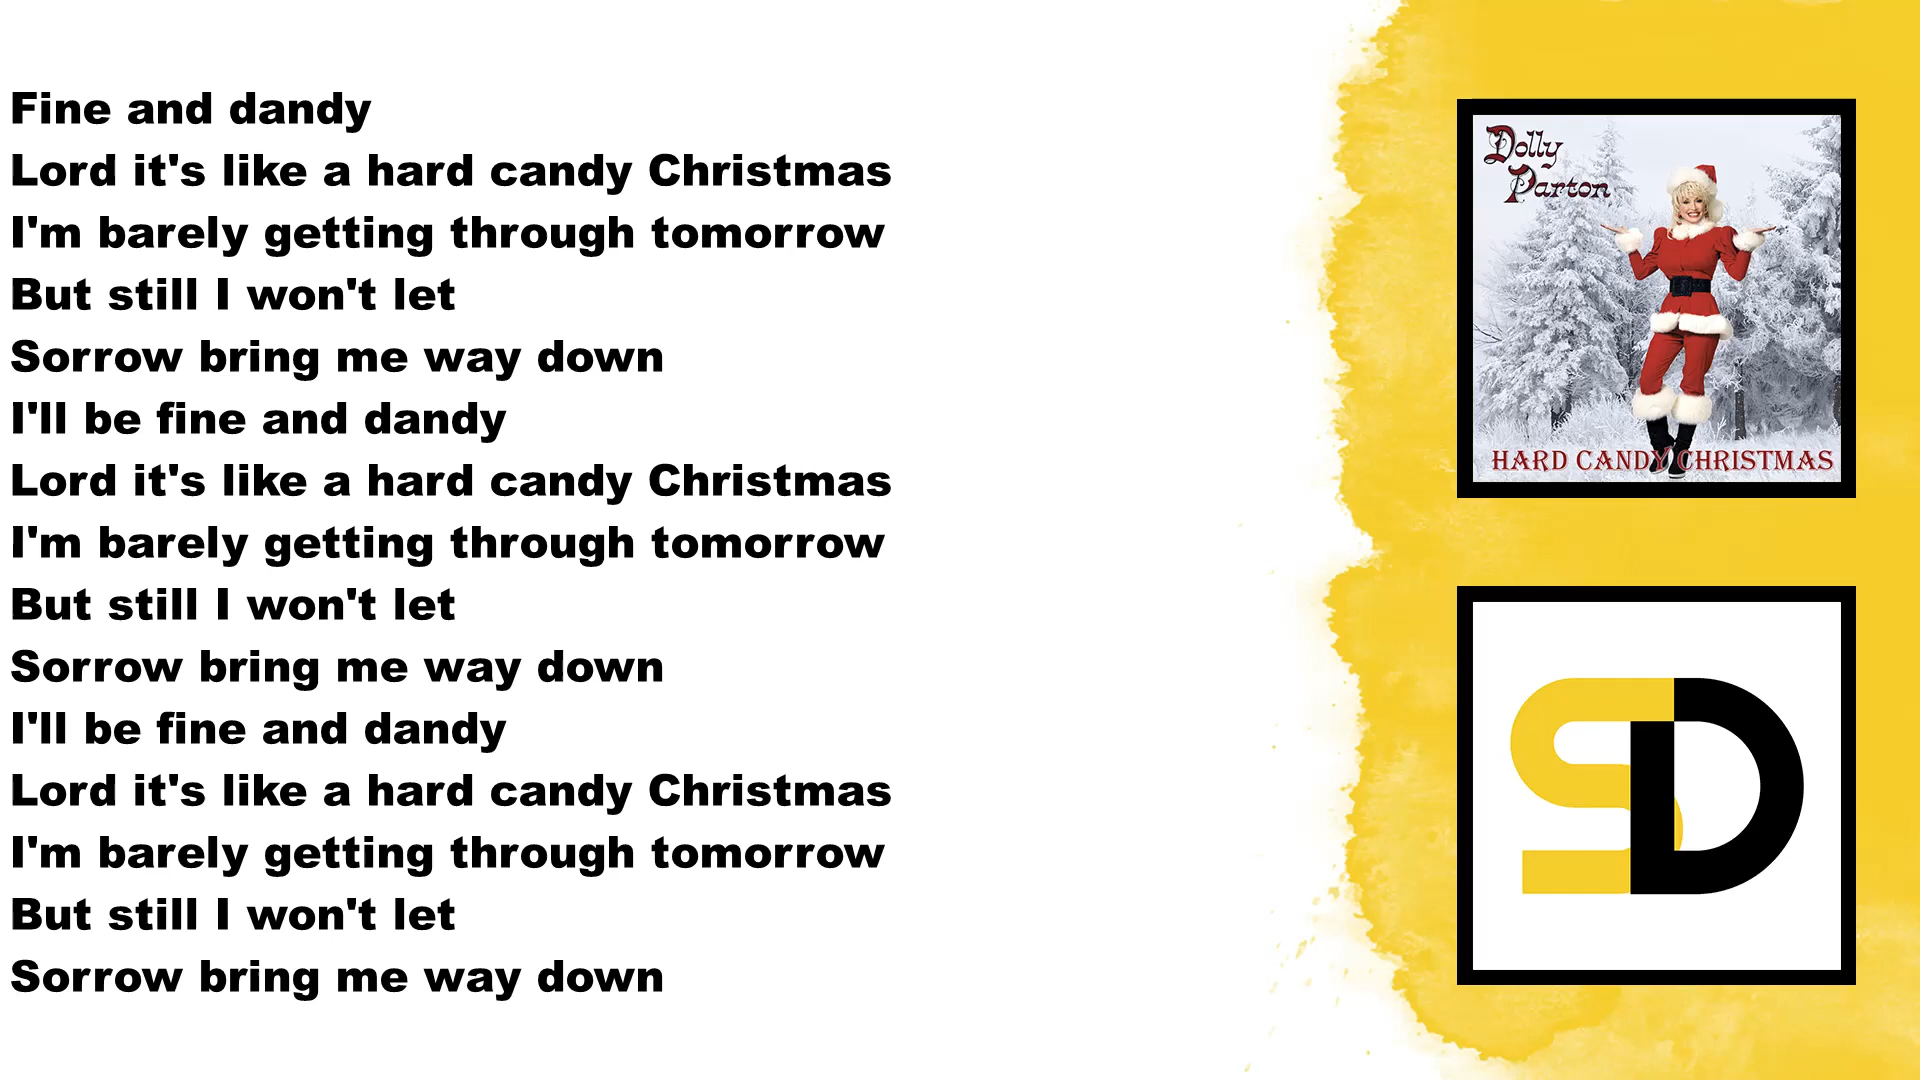 Fine and dandy
Lord it's like a hard candy Christmas
I'm barely getting through tomorrow
But still I won't let
Sorrow bring me way down
I'll be fine and dandy
Lord it's like a hard candy Christmas
I'm barely getting through tomorrow
But still I won't let
Sorrow bring me way down
I'll be fine and dandy
Lord it's like a hard candy Christmas
I'm barely getting through tomorrow
But still I won't let
Sorrow bring me way down
Dolly
Parton
HARD CANDY CHRISTMAS
SD